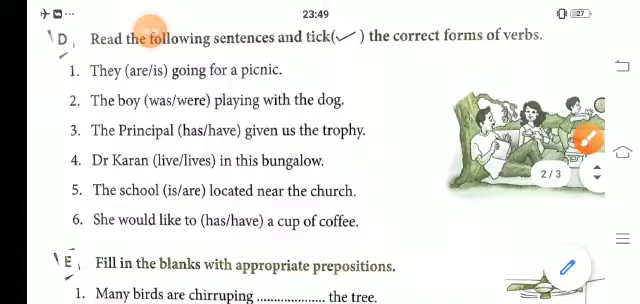 23:49
27
D. Read the following sentences and tick(✓) the correct forms of verbs.
1. They (are/is) going for a picnic.
2. The boy (was/were) playing with the dog.
3. The Principal (has/have) given us the trophy.
4. Dr Karan (live/lives) in this bungalow.
5. The school (is/are) located near the church.
6. She would like to (has/have) a cup of coffee.
2/3
E. Fill in the blanks with appropriate prepositions.
1. Many birds are chirruping .................... the tree.